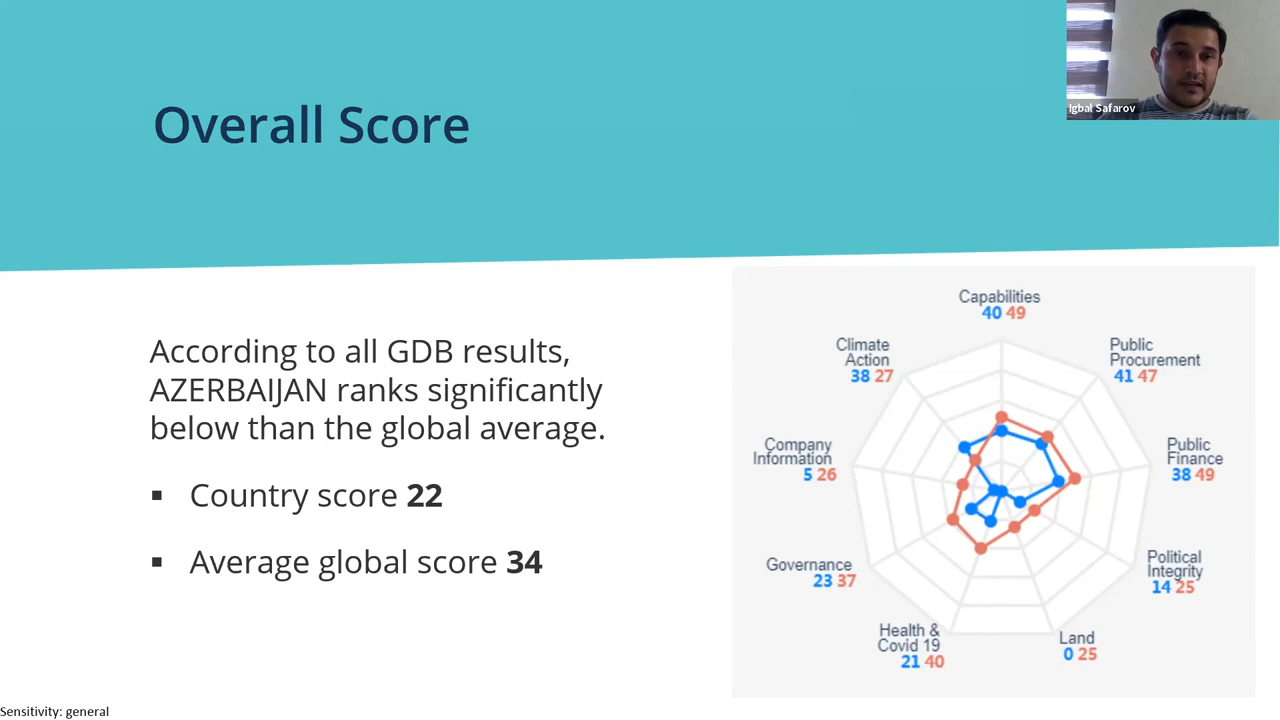 Igbal Safarov
Overall Score
According to all GDB results,
AZERBAIJAN ranks significantly
below than the global average.
▪ Country score 22
▪ Average global score 34
Capabilities
40 49
Public
Procurement
41 47
Public
Finance
38 49
Political
Integrity
14 25
Land
0 25
Health &
Covid 19
21 40
Governance
23 37
Company
Information
5 26
Climate
Action
38 27
Sensitivity: general